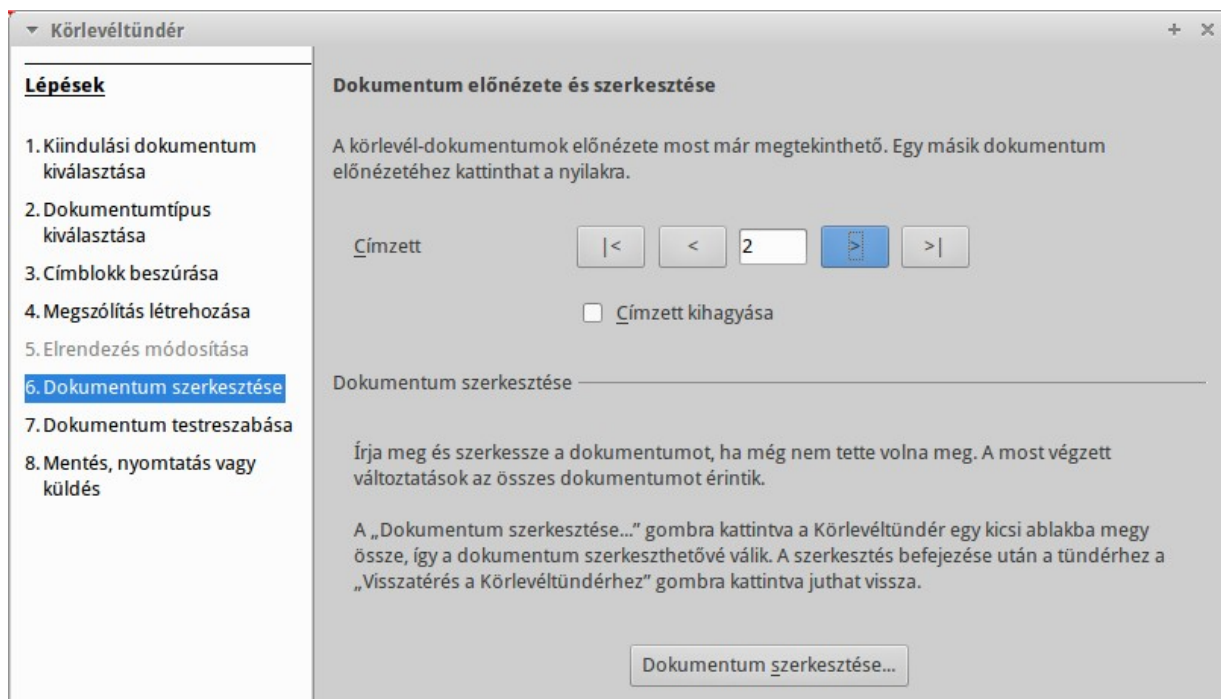 Körlevéltündér
Lépések
1. Kiindulási dokumentum
kiválasztása
2. Dokumentumtípus
kiválasztása
3. Címblokk beszúrása
4. Megszólítás létrehozása
5. Elrendezés módosítása
6. Dokumentum szerkesztése
7. Dokumentum testreszabása
8. Mentés, nyomtatás vagy
küldés
Dokumentum előnézete és szerkesztése
A körlevél-dokumentumok előnézete most már megtekinthető. Egy másik dokumentum
előnézetéhez kattinthat a nyilakra.
Címzett |< < 2 > >|
Címzett kihagyása
Dokumentum szerkesztése
Írja meg és szerkessze a dokumentumot, ha még nem tette volna meg. A most végzett
változtatások az összes dokumentumot érintik.
A „Dokumentum szerkesztése...” gombra kattintva a Körlevéltündér egy kicsi ablakba megy
össze, így a dokumentum szerkeszthetővé válik. A szerkesztés befejezése után a tündérhez a
„Visszatérés a Körlevéltündérhez” gombra kattintva juthat vissza.
Dokumentum szerkesztése...